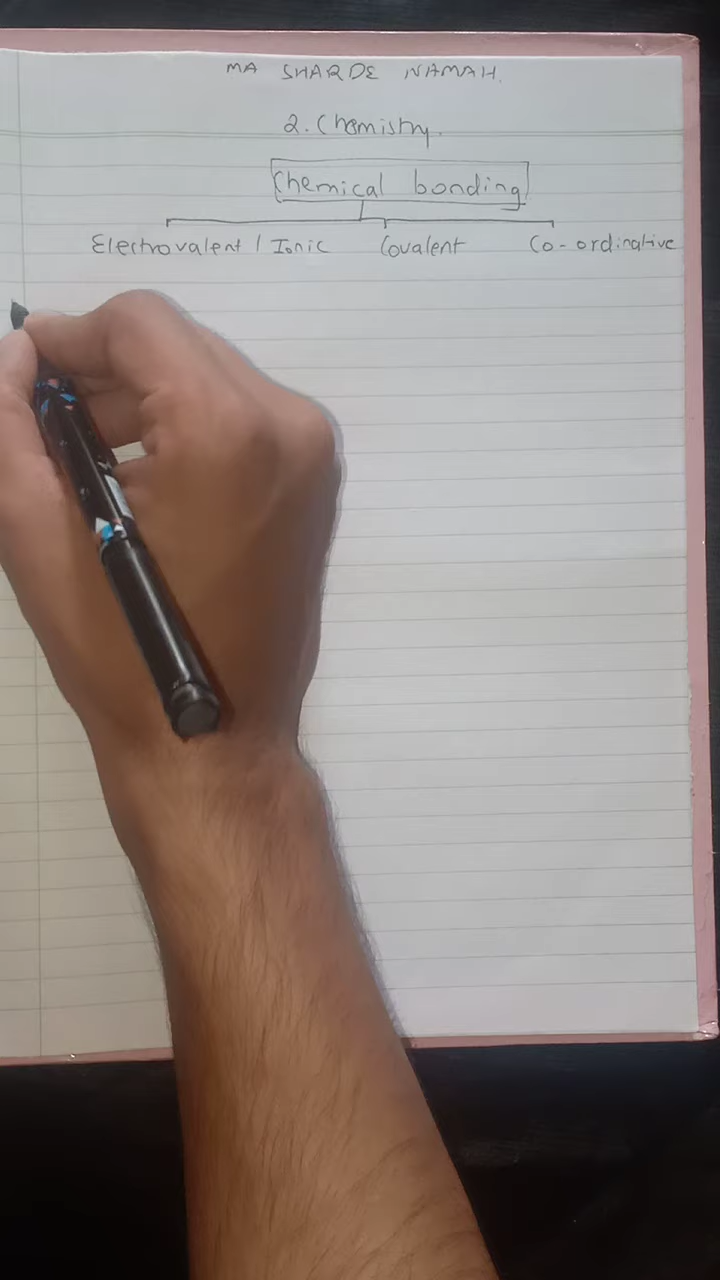 MA SHARDE NAMAH.
2. Chemistry.
Chemical bonding
Electrovalent / Ionic Covalent Co-ordinative